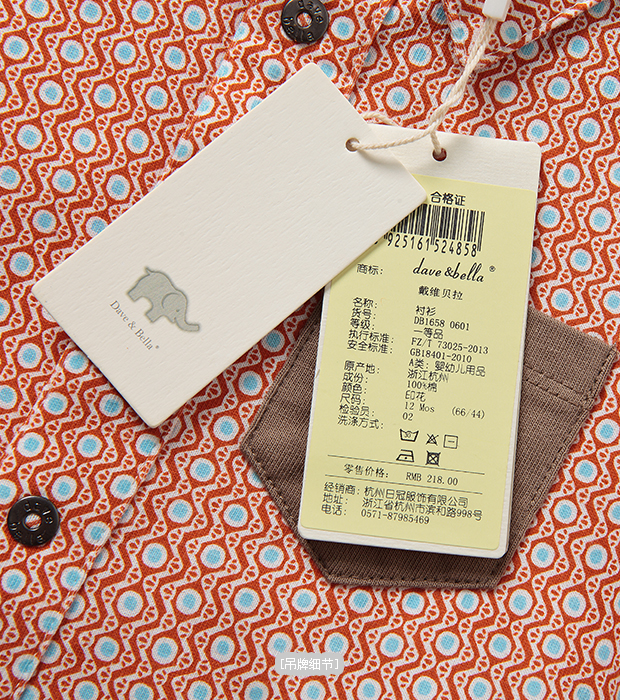 dave
Dave & Bella®
合格证
925161524858
商标: dave&bella®
戴维贝拉
名称: 衬衫
货号: DB1658 0601
等级: 一等品
执行标准: FZ/T 73025-2013
安全标准: GB18401-2010
A类: 婴幼儿用品
原产地: 浙江杭州
成份: 100%棉
颜色: 印花
尺码: 12 Mos (66/44)
检验员: 02
洗涤方式:
零售价格: RMB 218.00
经销商: 杭州日冠服饰有限公司
地址: 浙江省杭州市滨和路998号
电话: 0571-87985469
[吊牌细节]